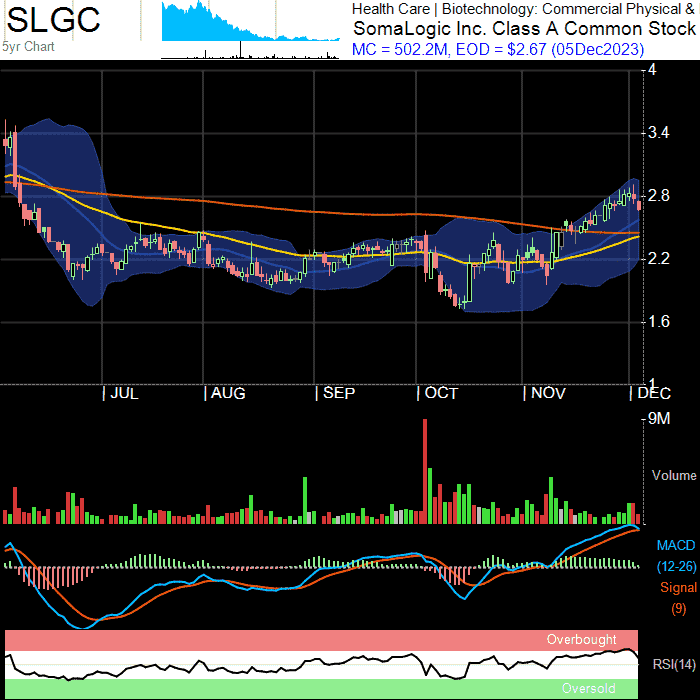 SLGC
5yr Chart
Health Care | Biotechnology: Commercial Physical &
SomaLogic Inc. Class A Common Stock
MC = 502.2M, EOD = $2.67 (05Dec2023)
4
3.4
2.8
2.2
1.6
1
JUL
AUG
SEP
OCT
NOV
DEC
9M
Volume
MACD
(12-26)
Signal
(9)
Overbought
RSI(14)
Oversold